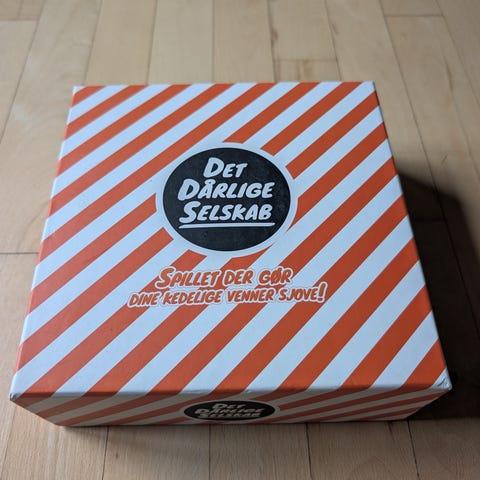 DET
DÅRLIGE
SELSKAB
SPILLET DER GØR
DINE KEDELIGE VENNER SJOVE!
DET
DÅRLIGE
SELSKAB